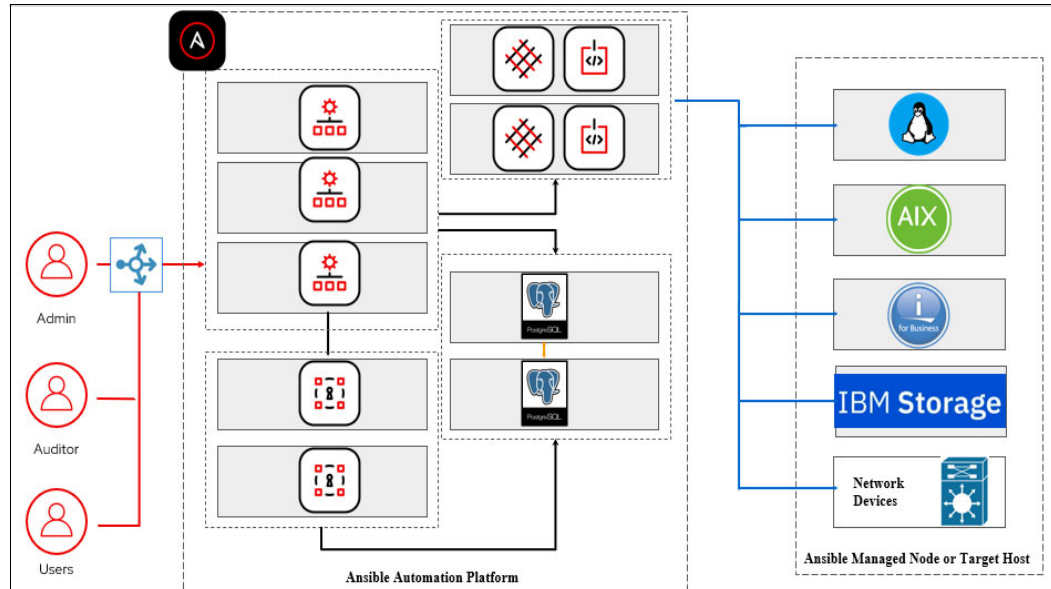 Admin
Auditor
Users
</>
</>
PostgreSQL
PostgreSQL
Ansible Automation Platform
AIX
i
for Business
IBM Storage
Network
Devices
Ansible Managed Node or Target Host